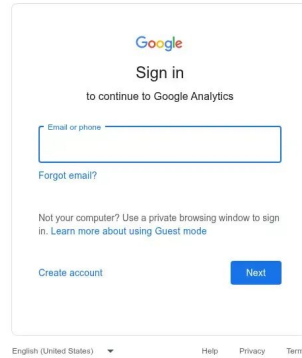 Google
Sign in
to continue to Google Analytics
Email or phone
Forgot email?
Not your computer? Use a private browsing window to sign
in. Learn more about using Guest mode
Create account
Next
English (United States)
Help
Privacy